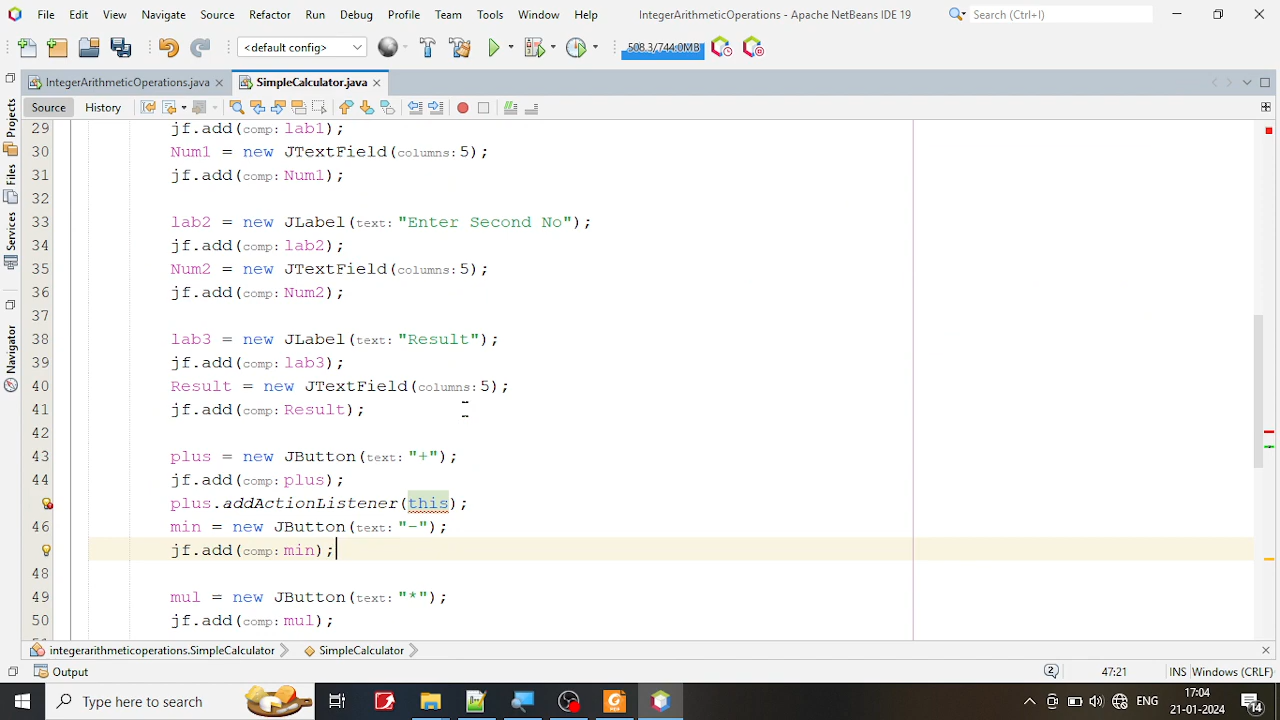 File Edit View Navigate Source Refactor Run Debug Profile Team Tools Window Help IntegerArithmeticOperations - Apache NetBeans IDE 19 Search (Ctrl+I)
<default config> 508.3/744.0MB
IntegerArithmeticOperations.java SimpleCalculator.java
Source History
Projects
Files
Services
Navigator
29 jf.add(comp: lab1);
30 Num1 = new JTextField(columns: 5);
31 jf.add(comp: Num1);
32
33 lab2 = new JLabel(text: "Enter Second No");
34 jf.add(comp: lab2);
35 Num2 = new JTextField(columns: 5);
36 jf.add(comp: Num2);
37
38 lab3 = new JLabel(text: "Result");
39 jf.add(comp: lab3);
40 Result = new JTextField(columns: 5);
41 jf.add(comp: Result);
42
43 plus = new JButton(text: "+");
44 jf.add(comp: plus);
plus.addActionListener(this);
46 min = new JButton(text: "-");
jf.add(comp: min);
48
49 mul = new JButton(text: "*");
50 jf.add(comp: mul);
integerarithmeticoperations.SimpleCalculator SimpleCalculator
Output 2 47:21 INS Windows (CRLF)
Type here to search ENG 17:04
21-01-2024 14